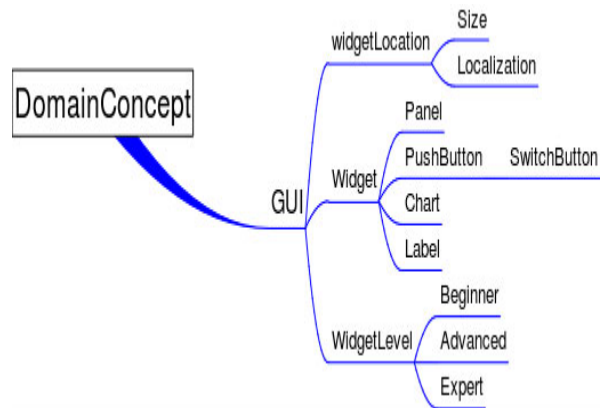 DomainConcept
GUI
widgetLocation
Size
Localization
Widget
Panel
PushButton SwitchButton
Chart
Label
WidgetLevel
Beginner
Advanced
Expert